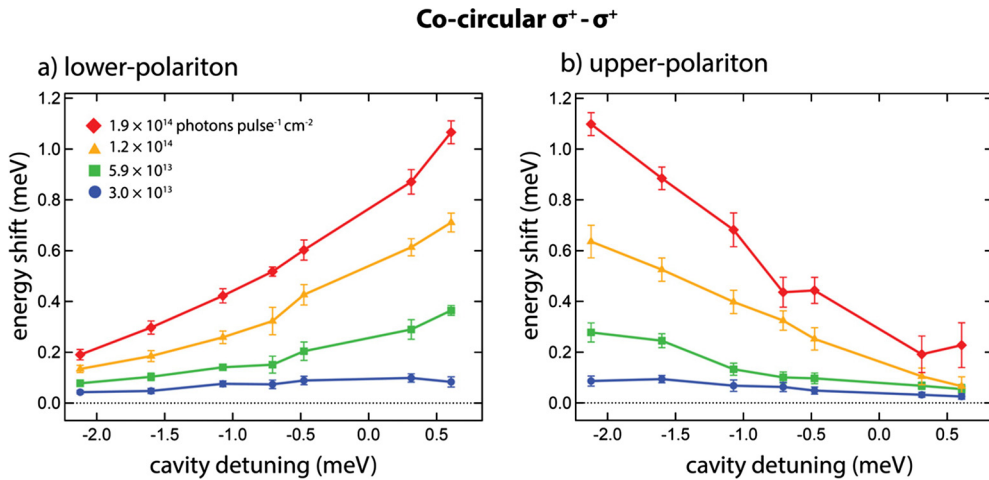 Co-circular σ⁺-σ⁺
a) lower-polariton
1.2
1.0
0.8
0.6
0.4
0.2
0.0
energy shift (meV)
1.9 × 10¹⁴ photons pulse⁻¹ cm⁻²
1.2 × 10¹⁴
5.9 × 10¹³
3.0 × 10¹³
-2.0 -1.5 -1.0 -0.5 0.0 0.5
cavity detuning (meV)
b) upper-polariton
1.2
1.0
0.8
0.6
0.4
0.2
0.0
energy shift (meV)
-2.0 -1.5 -1.0 -0.5 0.0 0.5
cavity detuning (meV)